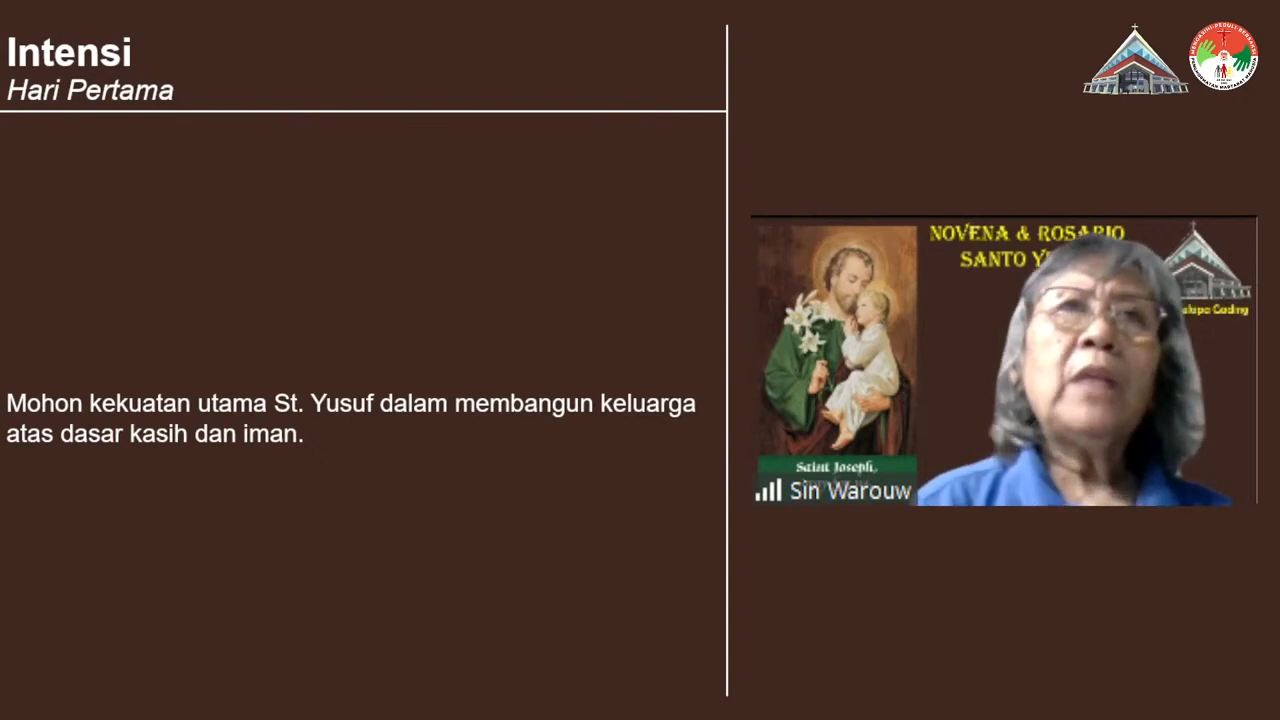 Intensi
Hari Pertama
Mohon kekuatan utama St. Yusuf dalam membangun keluarga
atas dasar kasih dan iman.
NOVENA & ROSARIO
SANTO
Saint Joseph,
Sin Warouw